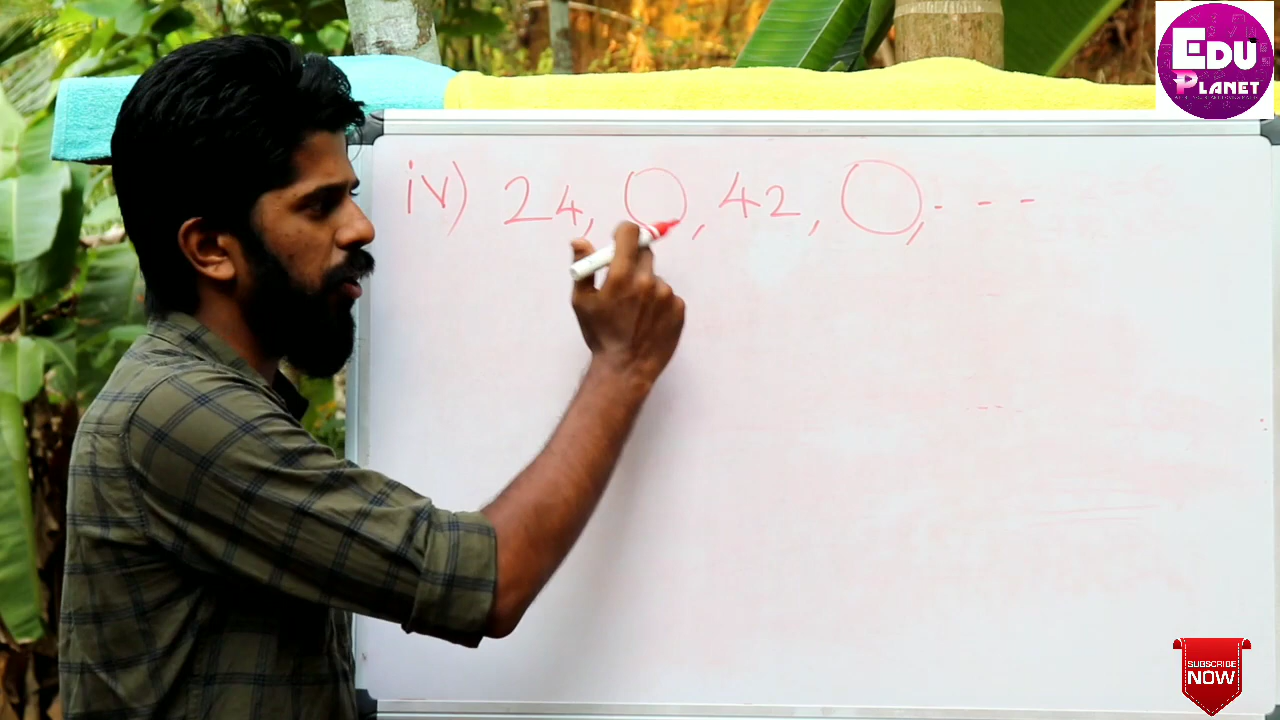 EDU
PLANET
iv) 24, ◯, 42, ◯, - - -
SUBSCRIBE
NOW